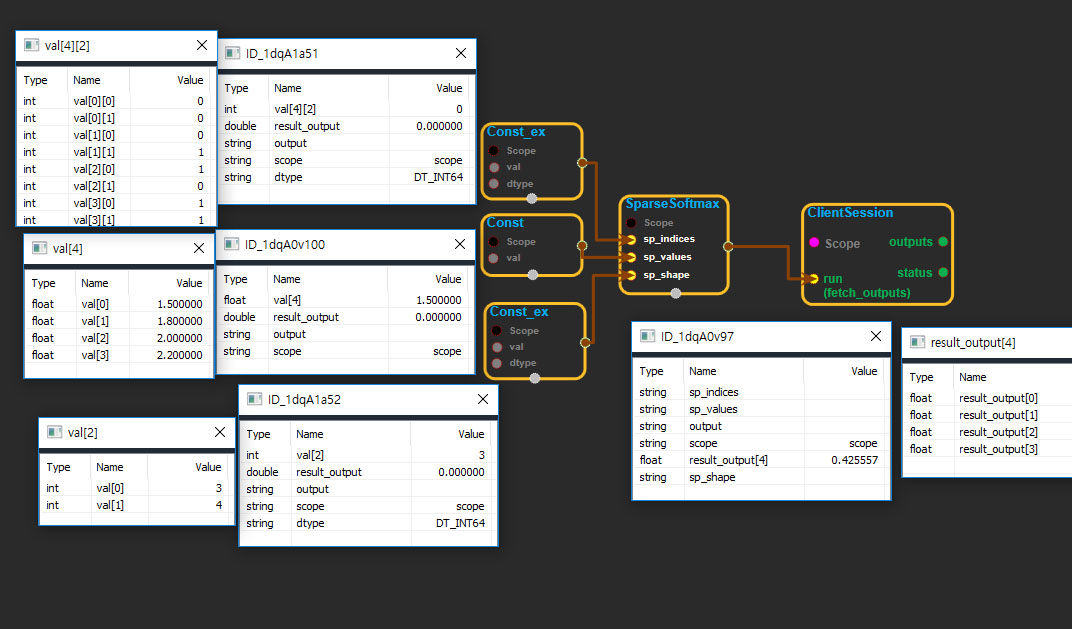 val[4][2]
Type Name Value
int val[0][0] 0
int val[0][1] 0
int val[1][0] 0
int val[1][1] 1
int val[2][0] 1
int val[2][1] 0
int val[3][0] 1
int val[3][1] 1
ID_1dqA1a51
Type Name Value
int val[4][2] 0
double result_output 0.000000
string output
string scope scope
string dtype DT_INT64
val[4]
Type Name Value
float val[0] 1.500000
float val[1] 1.800000
float val[2] 2.000000
float val[3] 2.200000
ID_1dqA0v100
Type Name Value
float val[4] 1.500000
double result_output 0.000000
string output
string scope scope
val[2]
Type Name Value
int val[0] 3
int val[1] 4
ID_1dqA1a52
Type Name Value
int val[2] 3
double result_output 0.000000
string output
string scope scope
string dtype DT_INT64
Const_ex
Scope
val
dtype
Const
Scope
val
Const_ex
Scope
val
dtype
SparseSoftmax
Scope
sp_indices
sp_values
sp_shape
ClientSession
Scope outputs
status
run
(fetch_outputs)
ID_1dqA0v97
Type Name Value
string sp_indices
string sp_values
string output
string scope scope
float result_output[4] 0.425557
string sp_shape
result_output[4]
Type Name
float result_output[0]
float result_output[1]
float result_output[2]
float result_output[3]